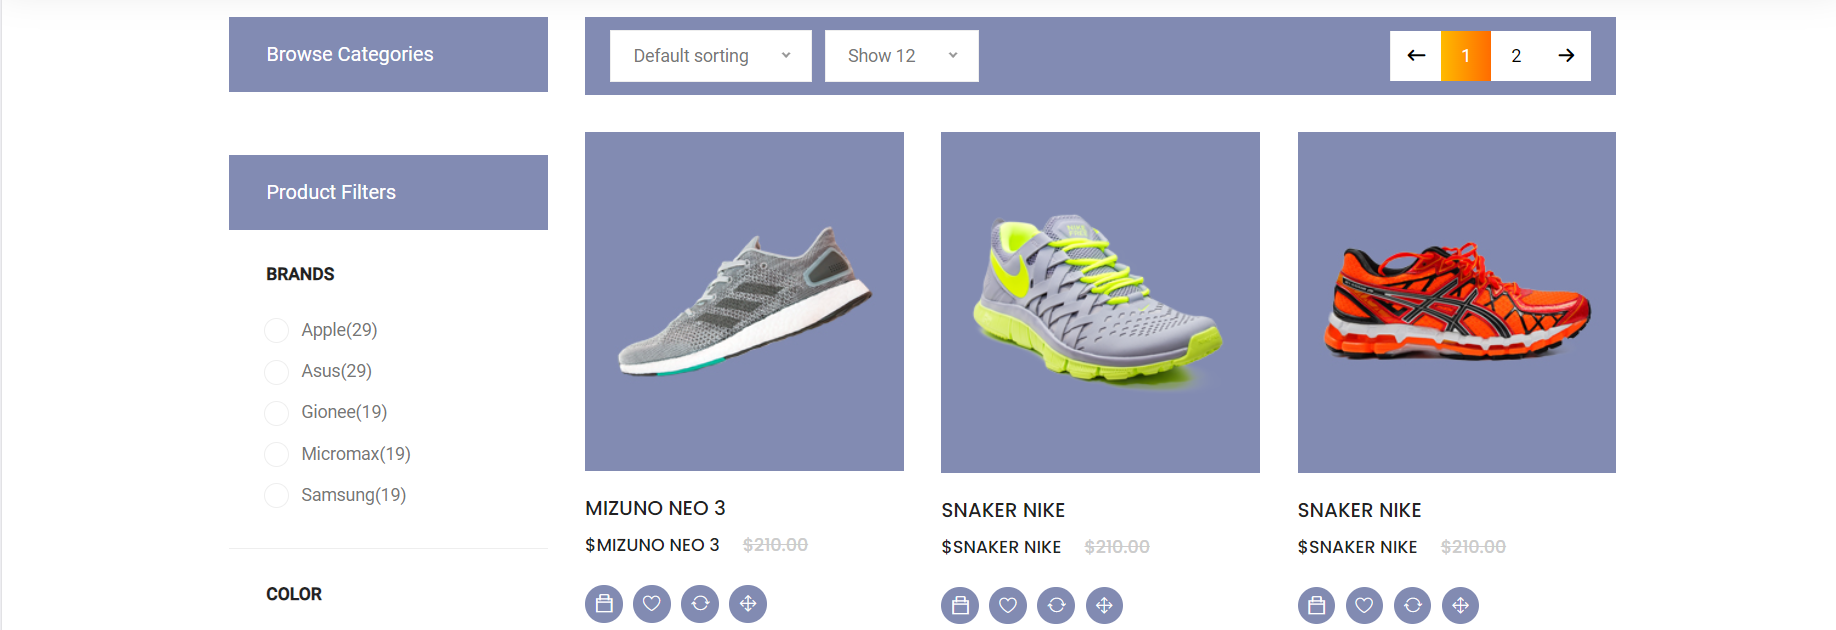 Browse Categories
Default sorting
Show 12
1
2
Product Filters
BRANDS
Apple(29)
Asus(29)
Gionee(19)
Micromax(19)
Samsung(19)
COLOR
MIZUNO NEO 3
$MIZUNO NEO 3 $210.00
SNAKER NIKE
$SNAKER NIKE $210.00
SNAKER NIKE
$SNAKER NIKE $210.00